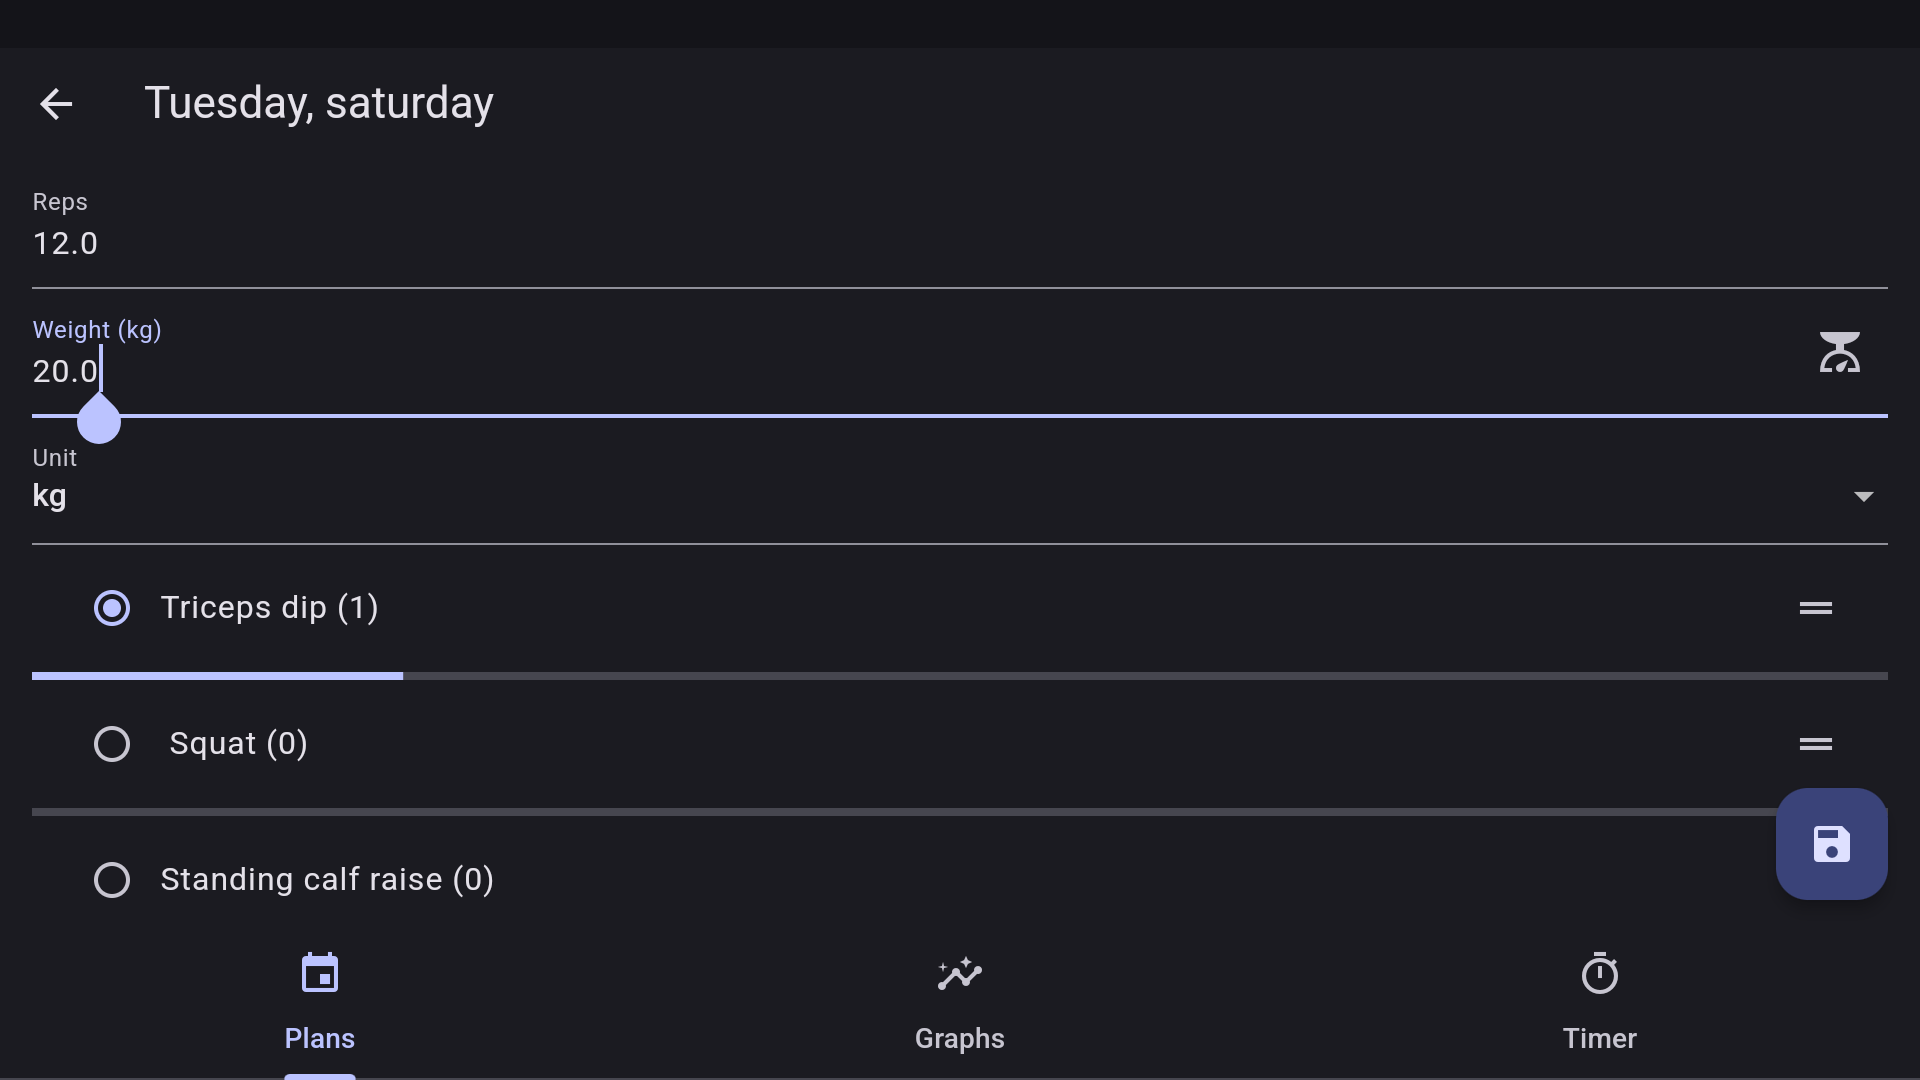 Tuesday, saturday
Reps
12.0
Weight (kg)
20.0
Unit
kg
Triceps dip (1)
Squat (0)
Standing calf raise (0)
Plans
Graphs
Timer